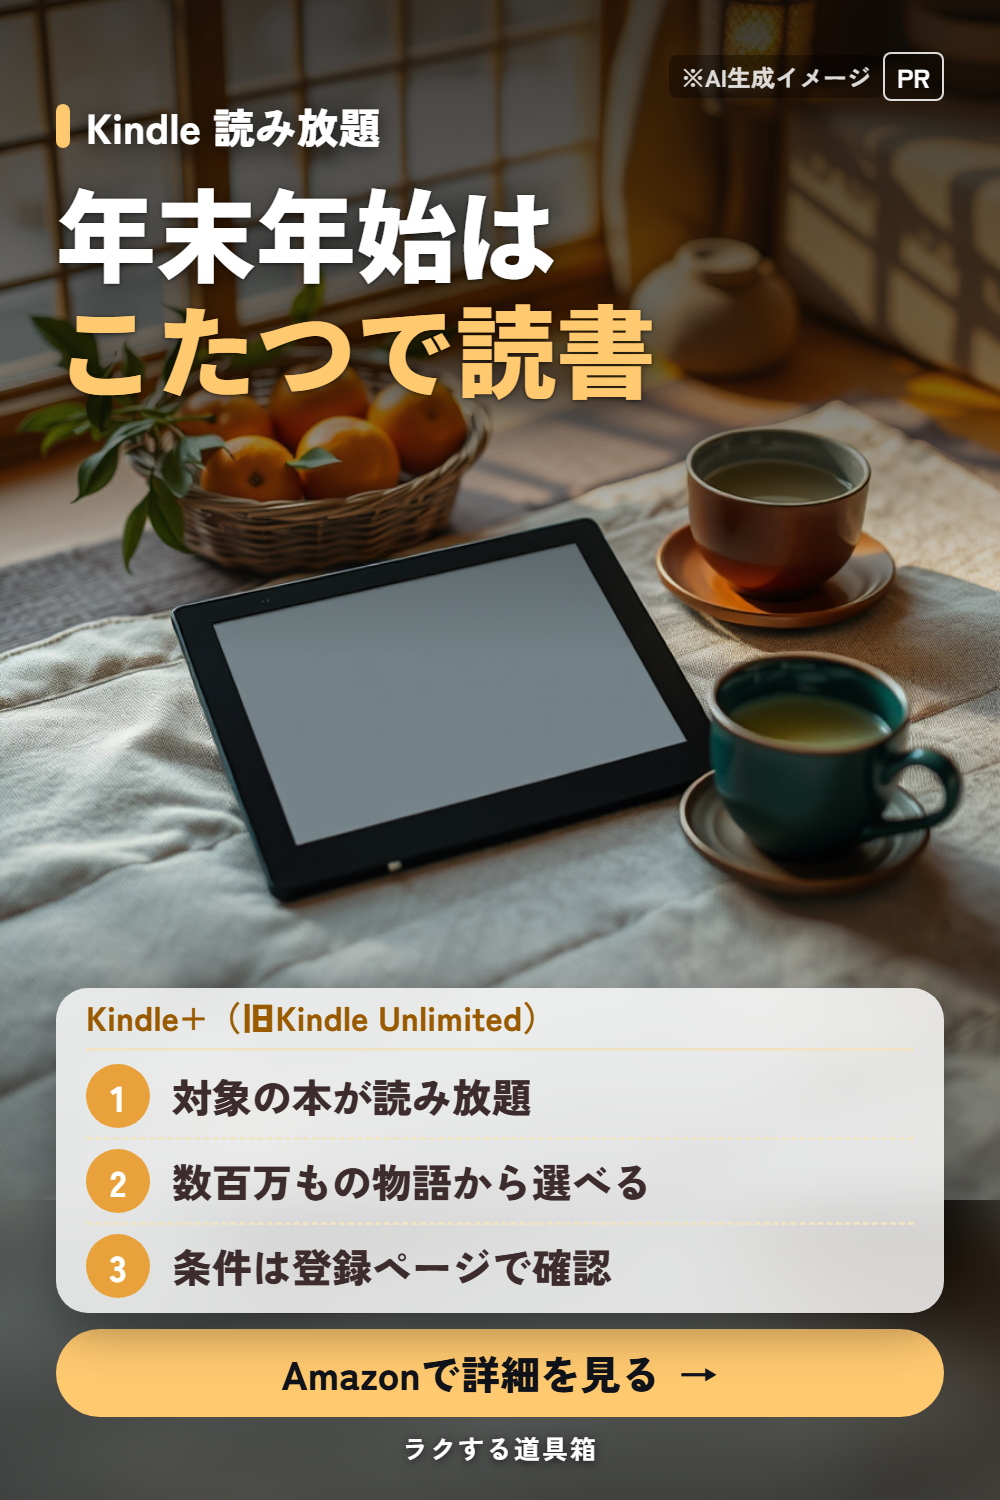 ※AI生成イメージ PR
Kindle 読み放題
年末年始は
こたつで読書
Kindle+（旧Kindle Unlimited）
1 対象の本が読み放題
2 数百万もの物語から選べる
3 条件は登録ページで確認
Amazonで詳細を見る →
ラクする道具箱